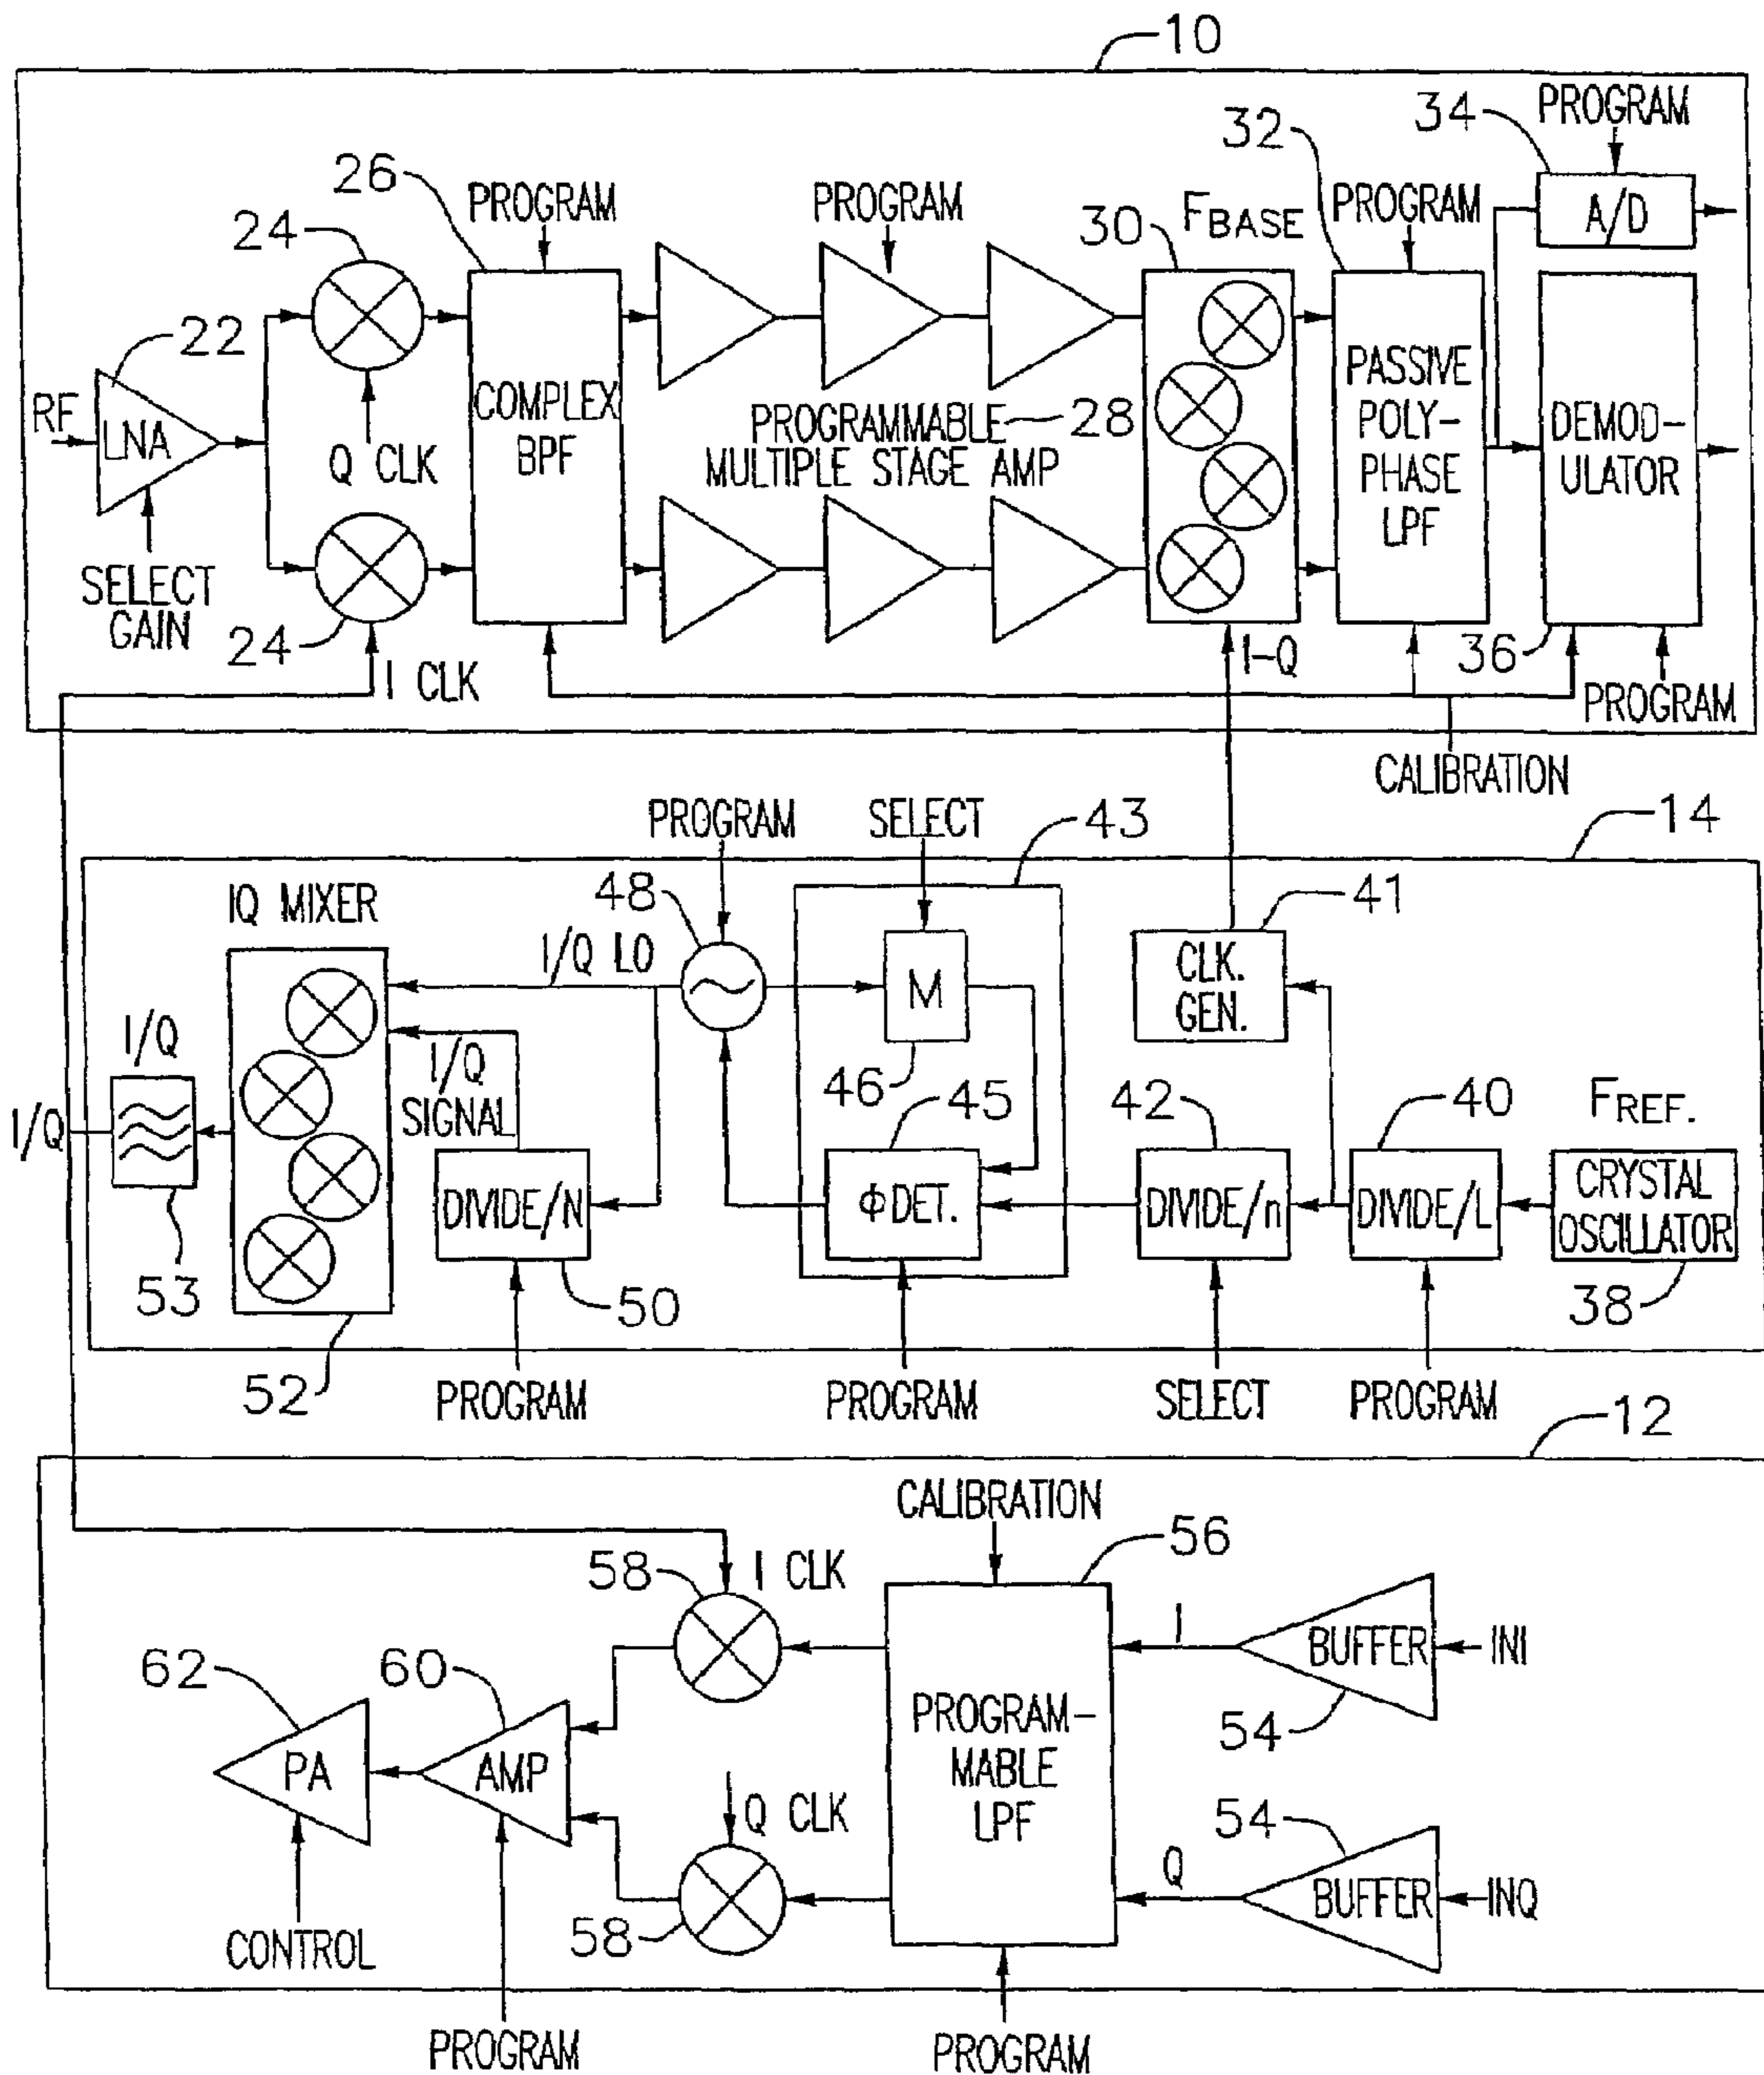 10
PROGRAM
34
32
26
PROGRAM
PROGRAM
FBASE
PROGRAM
A/D
24
30
22
RF
LNA
Q CLK
COMPLEX
BPF
PROGRAMMABLE
MULTIPLE STAGE AMP
28
PASSIVE
POLY-
PHASE
LPF
DEMOD-
ULATOR
SELECT
GAIN
24
I CLK
I-Q
36
PROGRAM
CALIBRATION
PROGRAM
SELECT
43
14
IQ MIXER
48
41
I/Q LO
M
CLK.
GEN.
I/Q
I/Q
SIGNAL
46
45
42
40
FREF.
I/Q
DIVIDE/N
ΦDET.
DIVIDE/n
DIVIDE/L
CRYSTAL
OSCILLATOR
53
50
38
52
PROGRAM
PROGRAM
SELECT
PROGRAM
12
CALIBRATION
56
58
I CLK
I
BUFFER
INI
62
60
54
PA
AMP
PROGRAM-
MABLE
LPF
Q CLK
54
Q
BUFFER
INQ
58
CONTROL
PROGRAM
PROGRAM